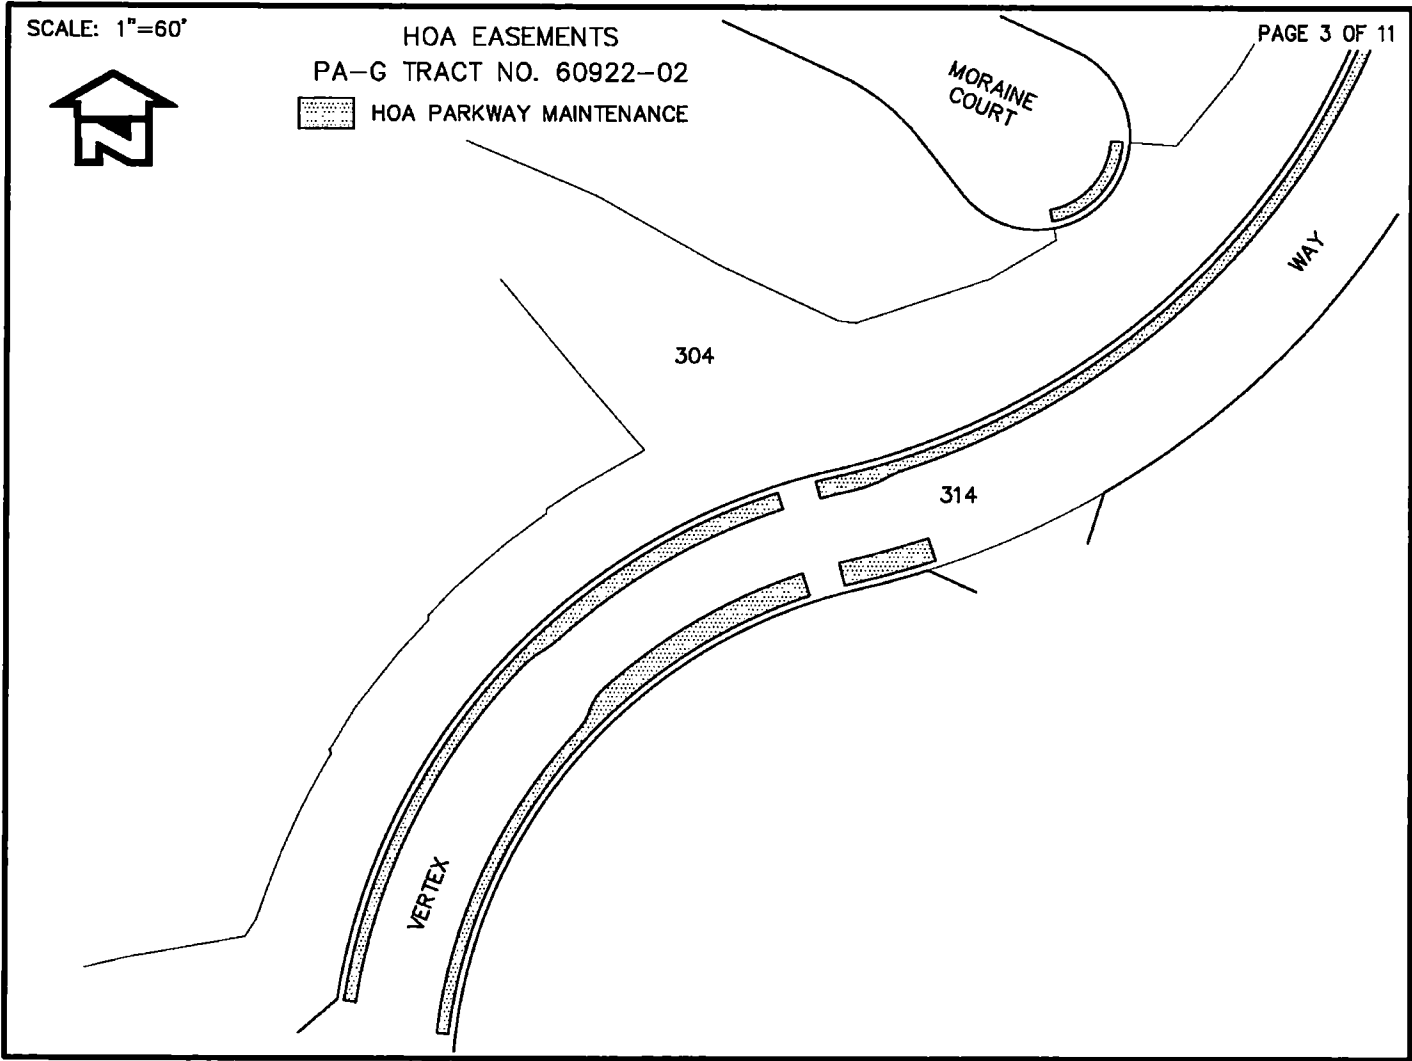 SCALE: 1"=60'
HOA EASEMENTS
PA-G TRACT NO. 60922-02
HOA PARKWAY MAINTENANCE
PAGE 3 OF 11
N
MORAINE
COURT
WAY
304
314
VERTEX